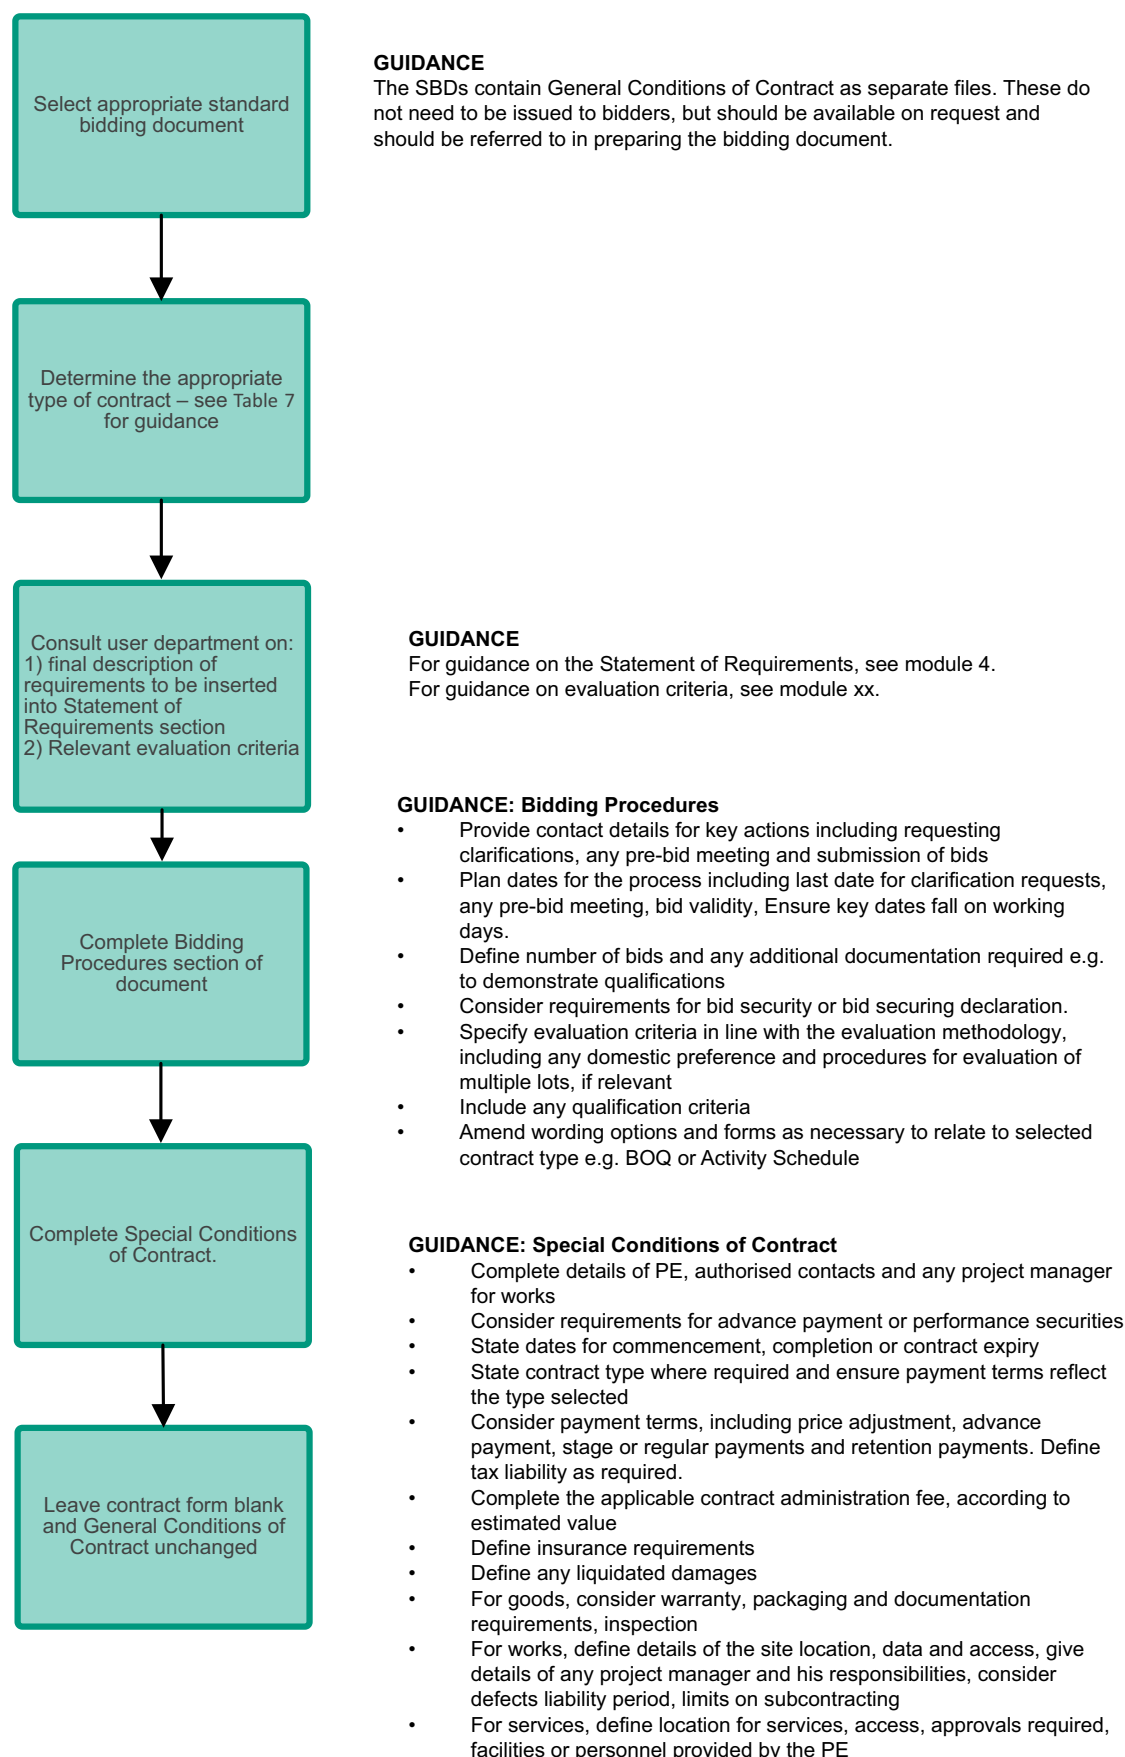 Select appropriate standard
bidding document
GUIDANCE
The SBDs contain General Conditions of Contract as separate files. These do
not need to be issued to bidders, but should be available on request and
should be referred to in preparing the bidding document.
Determine the appropriate
type of contract – see Table 7
for guidance
Consult user department on:
1) final description of
requirements to be inserted
into Statement of
Requirements section
2) Relevant evaluation criteria
GUIDANCE
For guidance on the Statement of Requirements, see module 4.
For guidance on evaluation criteria, see module xx.
Complete Bidding
Procedures section of
document
GUIDANCE: Bidding Procedures
• Provide contact details for key actions including requesting
clarifications, any pre-bid meeting and submission of bids
• Plan dates for the process including last date for clarification requests,
any pre-bid meeting, bid validity, Ensure key dates fall on working
days.
• Define number of bids and any additional documentation required e.g.
to demonstrate qualifications
• Consider requirements for bid security or bid securing declaration.
• Specify evaluation criteria in line with the evaluation methodology,
including any domestic preference and procedures for evaluation of
multiple lots, if relevant
• Include any qualification criteria
• Amend wording options and forms as necessary to relate to selected
contract type e.g. BOQ or Activity Schedule
Complete Special Conditions
of Contract.
GUIDANCE: Special Conditions of Contract
• Complete details of PE, authorised contacts and any project manager
for works
• Consider requirements for advance payment or performance securities
• State dates for commencement, completion or contract expiry
• State contract type where required and ensure payment terms reflect
the type selected
• Consider payment terms, including price adjustment, advance
payment, stage or regular payments and retention payments. Define
tax liability as required.
• Complete the applicable contract administration fee, according to
estimated value
• Define insurance requirements
• Define any liquidated damages
• For goods, consider warranty, packaging and documentation
requirements, inspection
• For works, define details of the site location, data and access, give
details of any project manager and his responsibilities, consider
defects liability period, limits on subcontracting
• For services, define location for services, access, approvals required,
facilities or personnel provided by the PE
Leave contract form blank
and General Conditions of
Contract unchanged